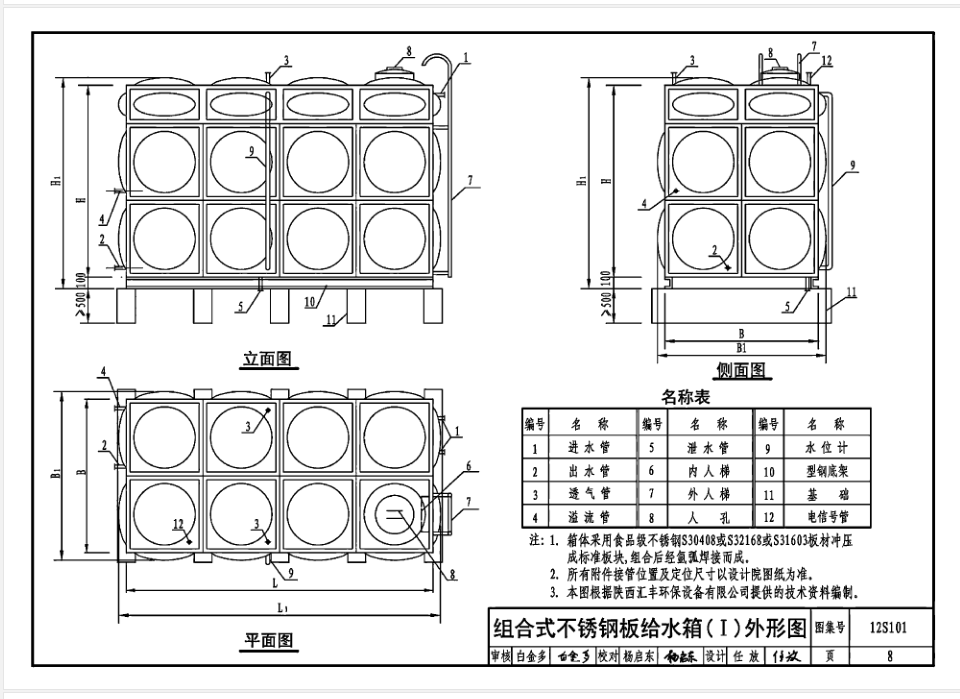 8
3
1
H1
H
9
7
4
2
100
≥500
5
10
11
立面图
3
8
7
12
H1
H
9
4
2
100
≥500
5
11
B
B1
侧面图
4
3
1
2
B1
B
6
7
12
3
9
8
L
L1
平面图
名称表
编号 名 称 编号 名 称 编号 名 称
1 进水管 5 泄水管 9 水位计
2 出水管 6 内人梯 10 型钢底架
3 透气管 7 外人梯 11 基 础
4 溢流管 8 人 孔 12 电信号管
注: 1. 箱体采用食品级不锈钢S30408或S32168或S31603板材冲压
成标准板块,组合后经氩弧焊接而成。
2. 所有附件接管位置及定位尺寸以设计院图纸为准。
3. 本图根据陕西汇丰环保设备有限公司提供的技术资料编制。
组合式不锈钢板给水箱(I)外形图 图集号 12S101
审核 白金多 白金多 校对 杨启东 杨启东 设计 任 放 任放 页 8